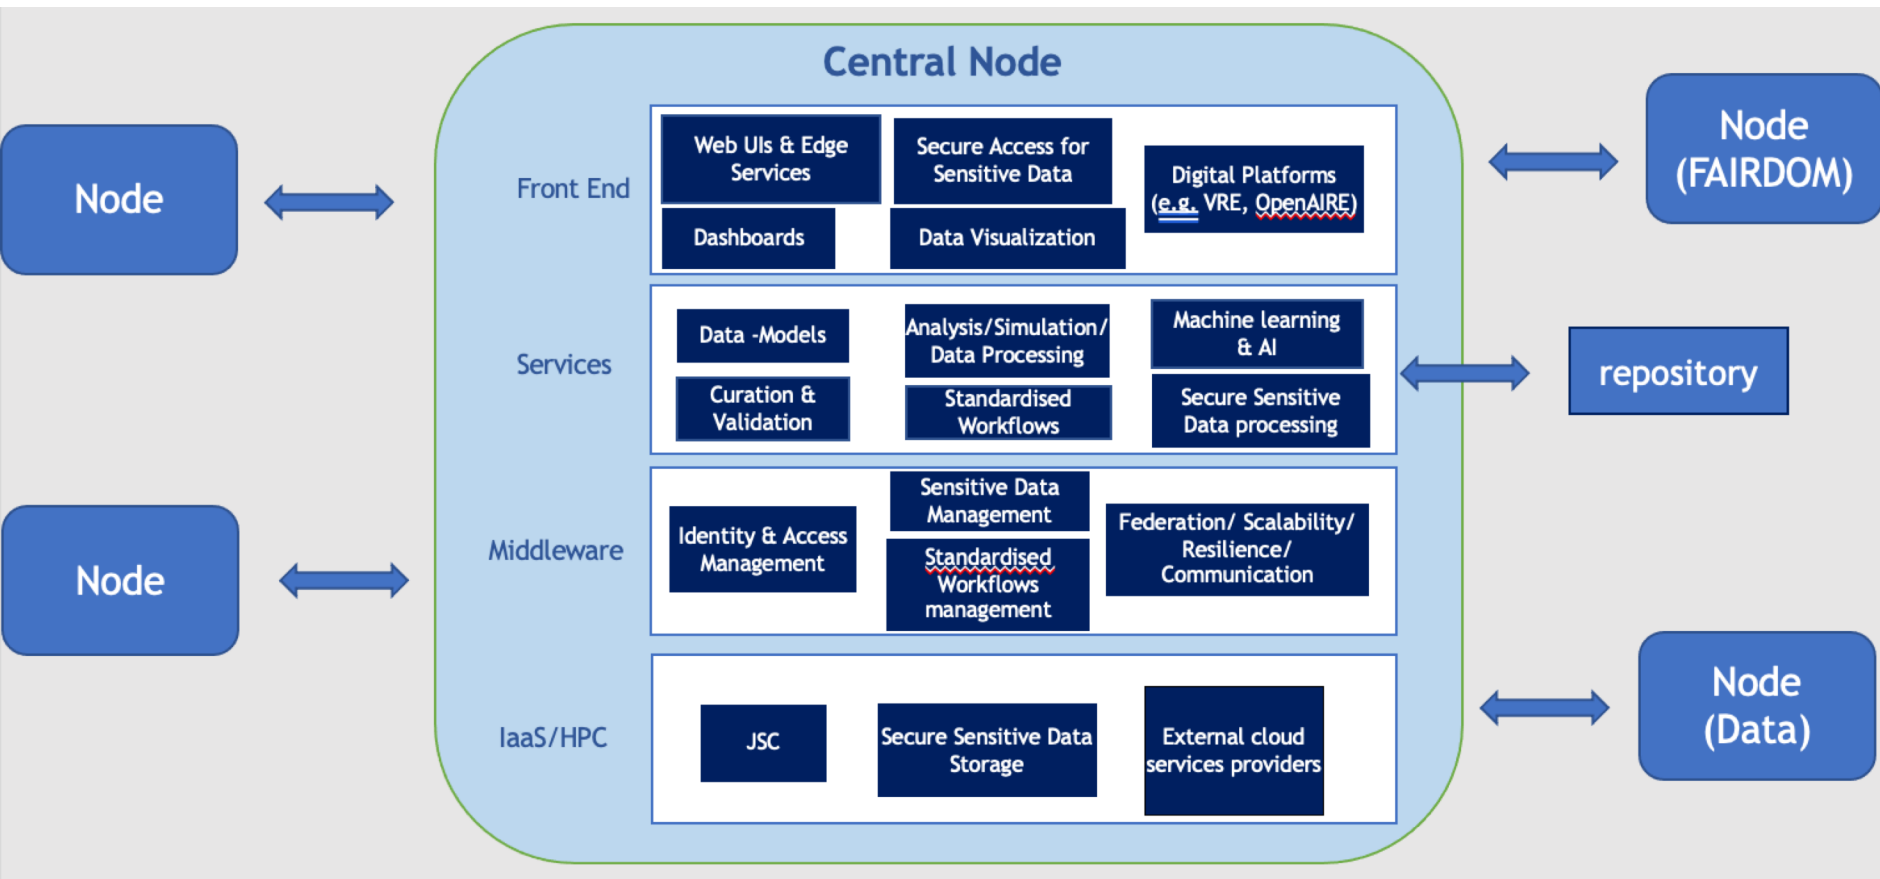 Central Node
Node
Front End
Web UIs & Edge
Services
Secure Access for
Sensitive Data
Digital Platforms
(e.g. VRE, OpenAIRE)
Dashboards
Data Visualization
Node
(FAIRDOM)
Services
Data -Models
Analysis/Simulation/
Data Processing
Machine learning
& AI
Curation &
Validation
Standardised
Workflows
Secure Sensitive
Data processing
repository
Node
Middleware
Identity & Access
Management
Sensitive Data
Management
Standardised
Workflows
management
Federation/ Scalability/
Resilience/
Communication
IaaS/HPC
JSC
Secure Sensitive Data
Storage
External cloud
services providers
Node
(Data)